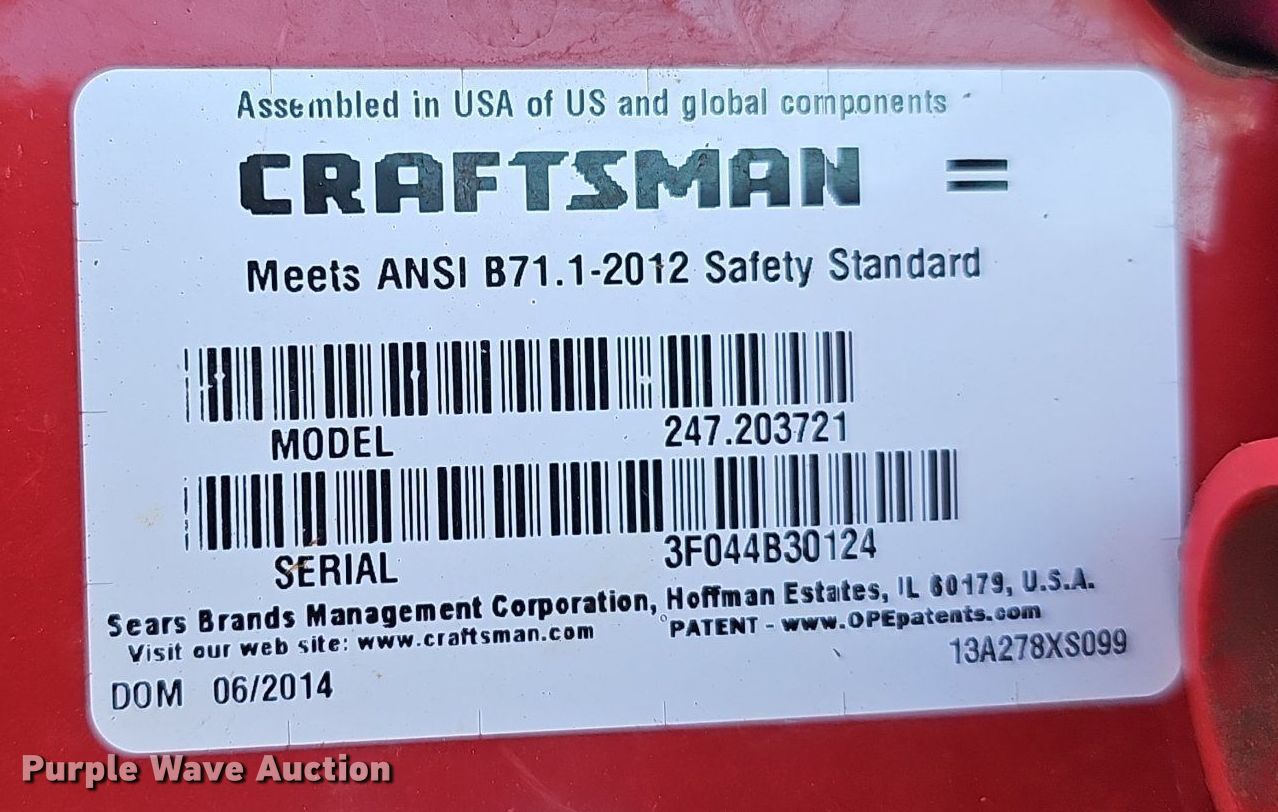 Assembled in USA of US and global components
CRAFTSMAN
Meets ANSI B71.1-2012 Safety Standard
MODEL 247.203721
SERIAL 3F044B30124
Sears Brands Management Corporation, Hoffman Estates, IL 60179, U.S.A.
Visit our web site: www.craftsman.com PATENT - www.OPEpatents.com
13A278XS099
DOM 06/2014
Purple Wave Auction